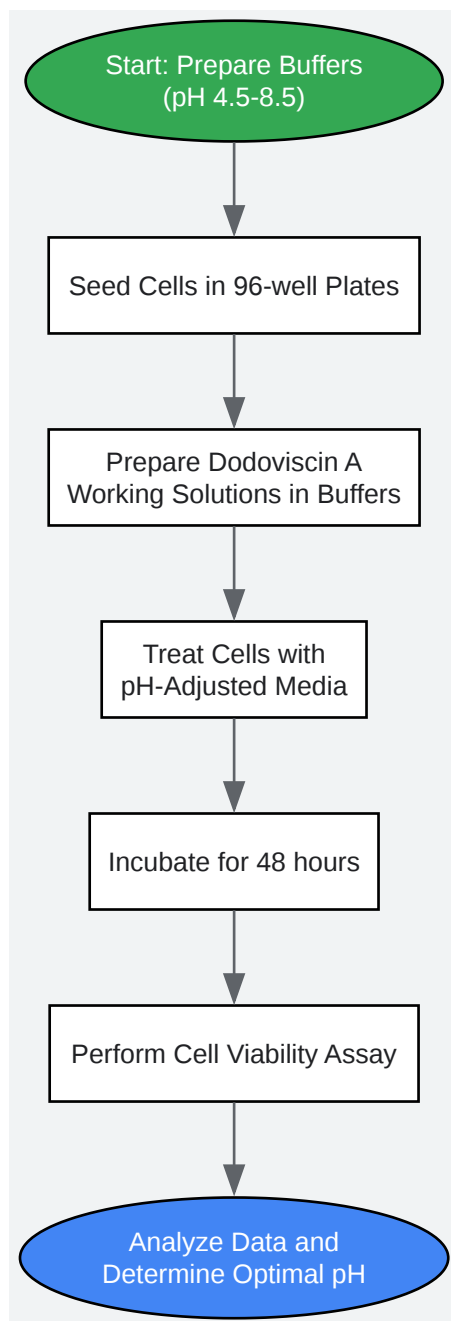 Start: Prepare Buffers
(pH 4.5-8.5)
Seed Cells in 96-well Plates
Prepare Dodoviscin A
Working Solutions in Buffers
Treat Cells with
pH-Adjusted Media
Incubate for 48 hours
Perform Cell Viability Assay
Analyze Data and
Determine Optimal pH